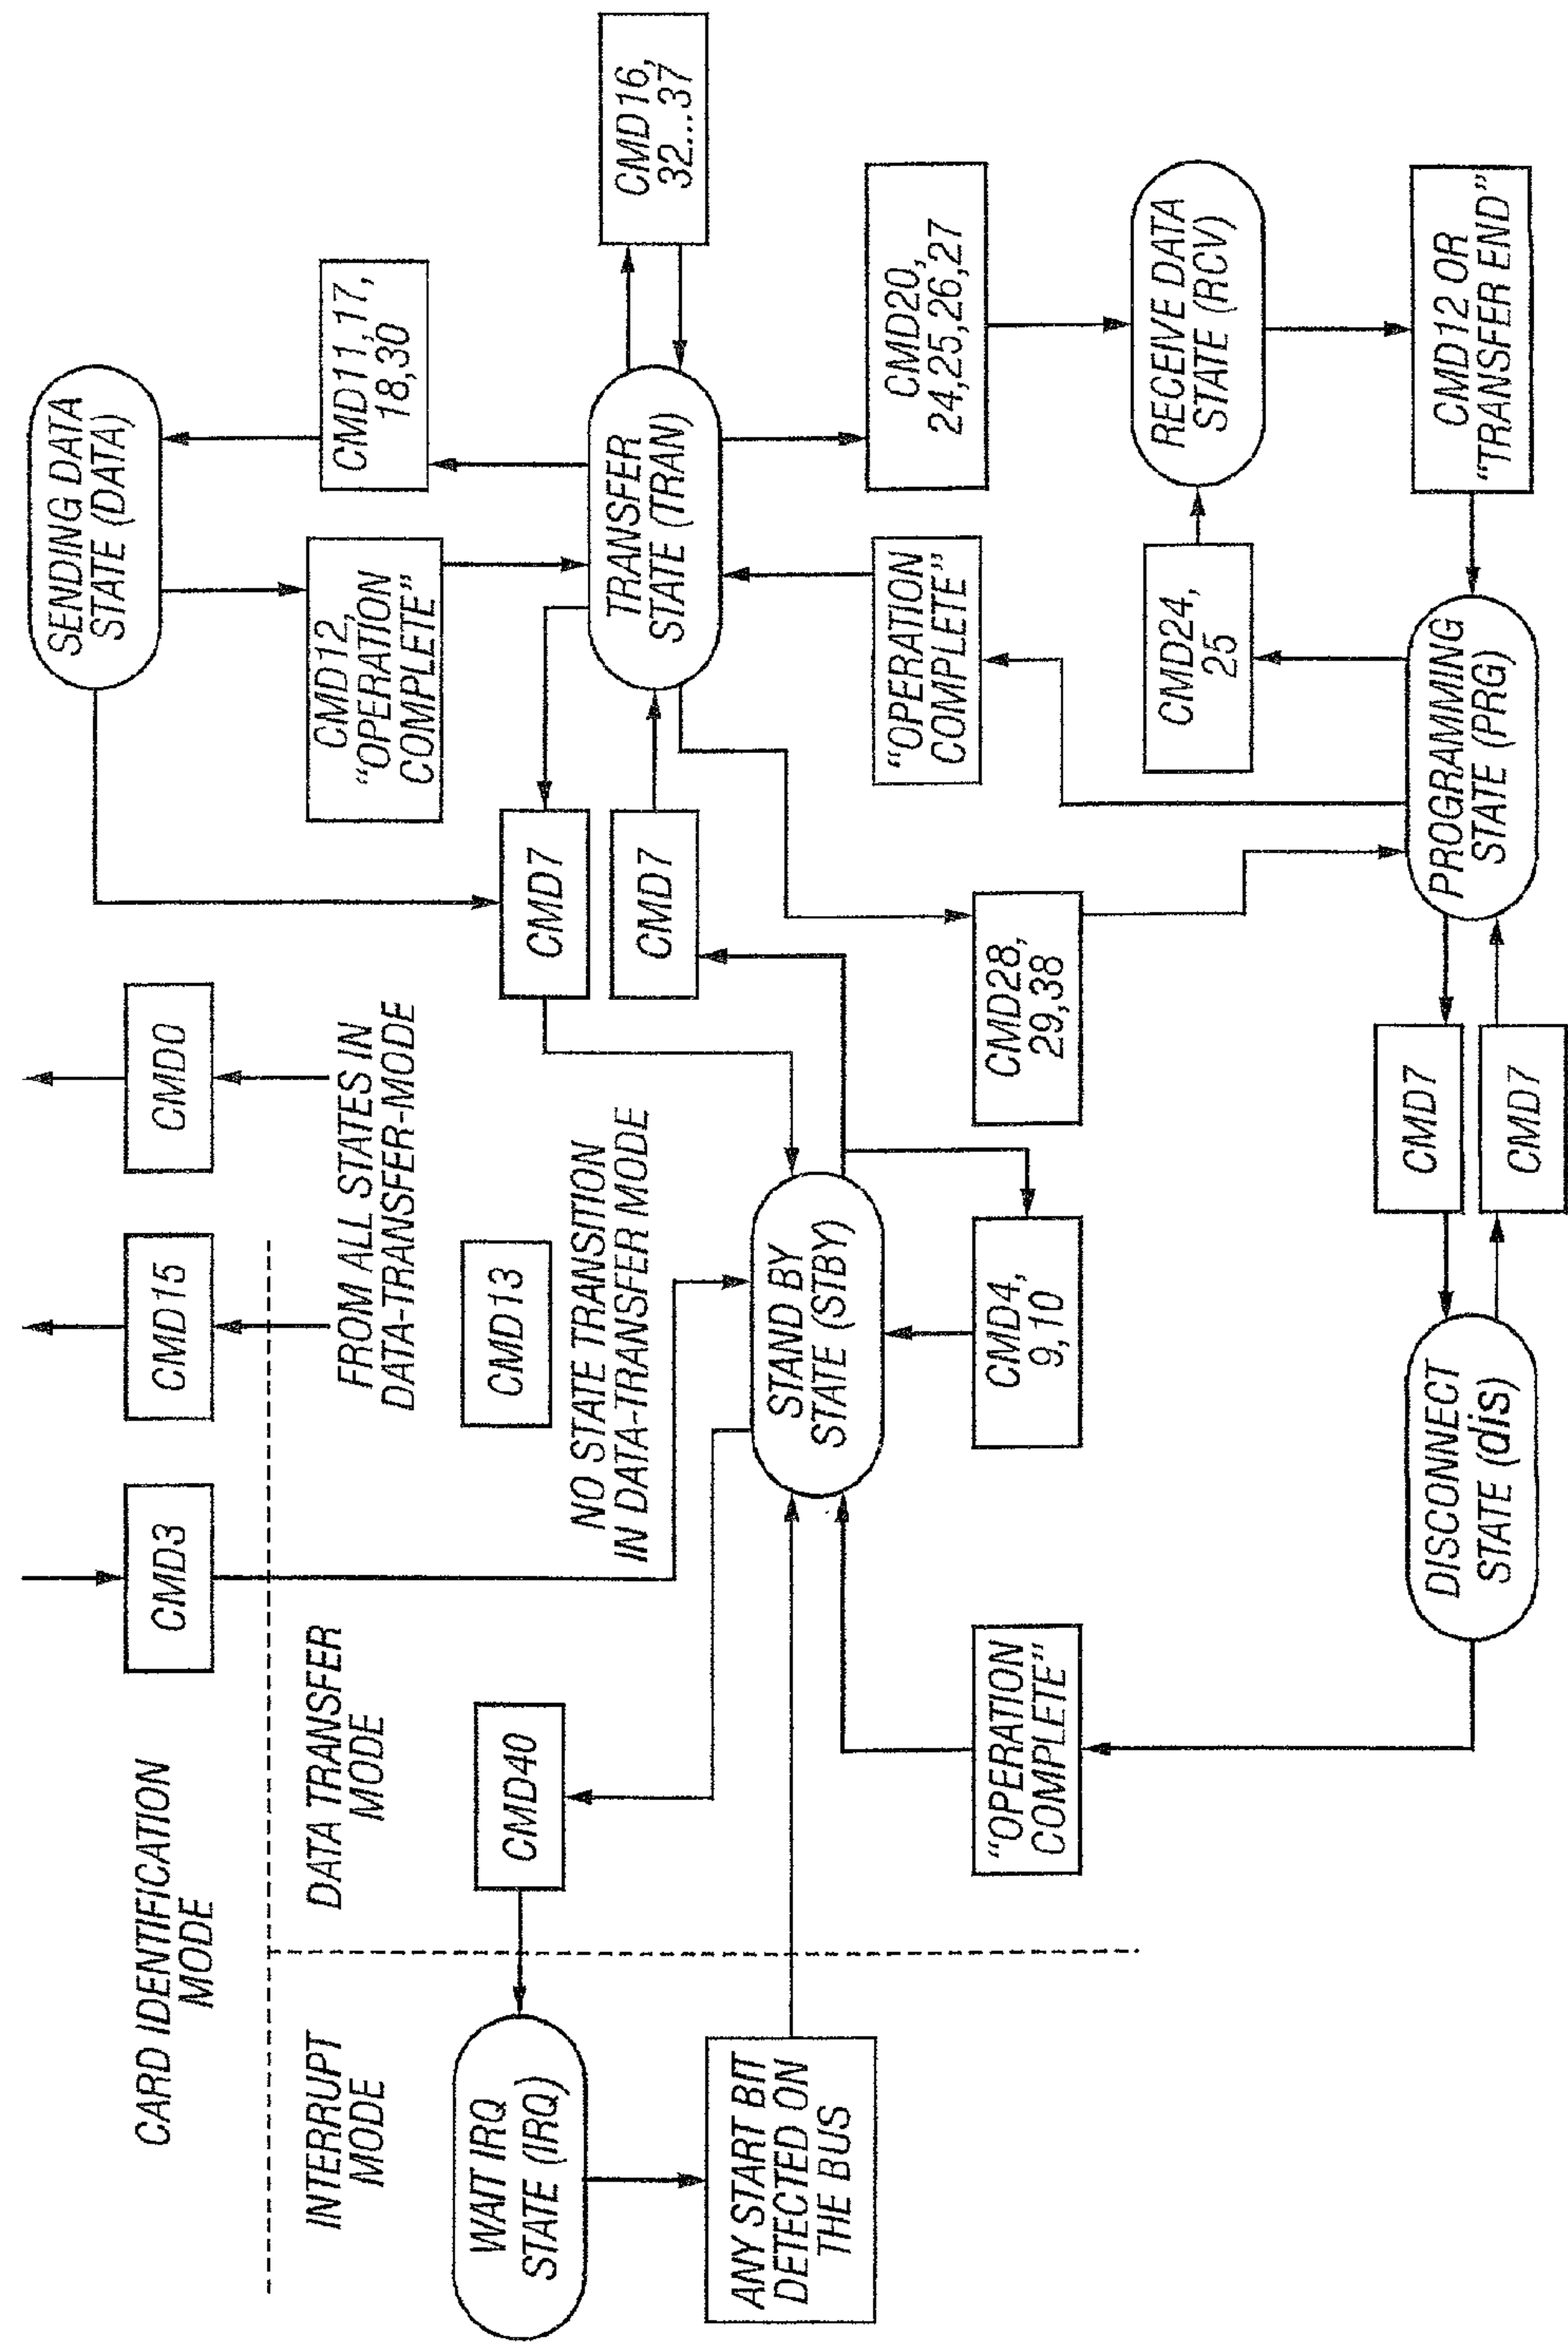 CARD IDENTIFICATION
MODE
CMD3
CMD15
CMD0
SENDING DATA
STATE (DATA)
INTERRUPT
MODE
DATA TRANSFER
MODE
FROM ALL STATES IN
DATA-TRANSFER-MODE
CMD12,
“OPERATION
COMPLETE”
CMD11,17,
18,30
WAIT IRQ
STATE (IRQ)
CMD40
CMD13
NO STATE TRANSITION
IN DATA-TRANSFER MODE
CMD7
CMD7
TRANSFER
STATE (TRAN)
CMD16,
32...37
ANY START BIT
DETECTED ON
THE BUS
STAND BY
STATE (STBY)
“OPERATION
COMPLETE”
CMD20,
24,25,26,27
“OPERATION
COMPLETE”
CMD4,
9,10
CMD28,
29,38
CMD24,
25
RECEIVE DATA
STATE (RCV)
DISCONNECT
STATE (dis)
CMD7
CMD7
PROGRAMMING
STATE (PRG)
CMD12 OR
“TRANSFER END”